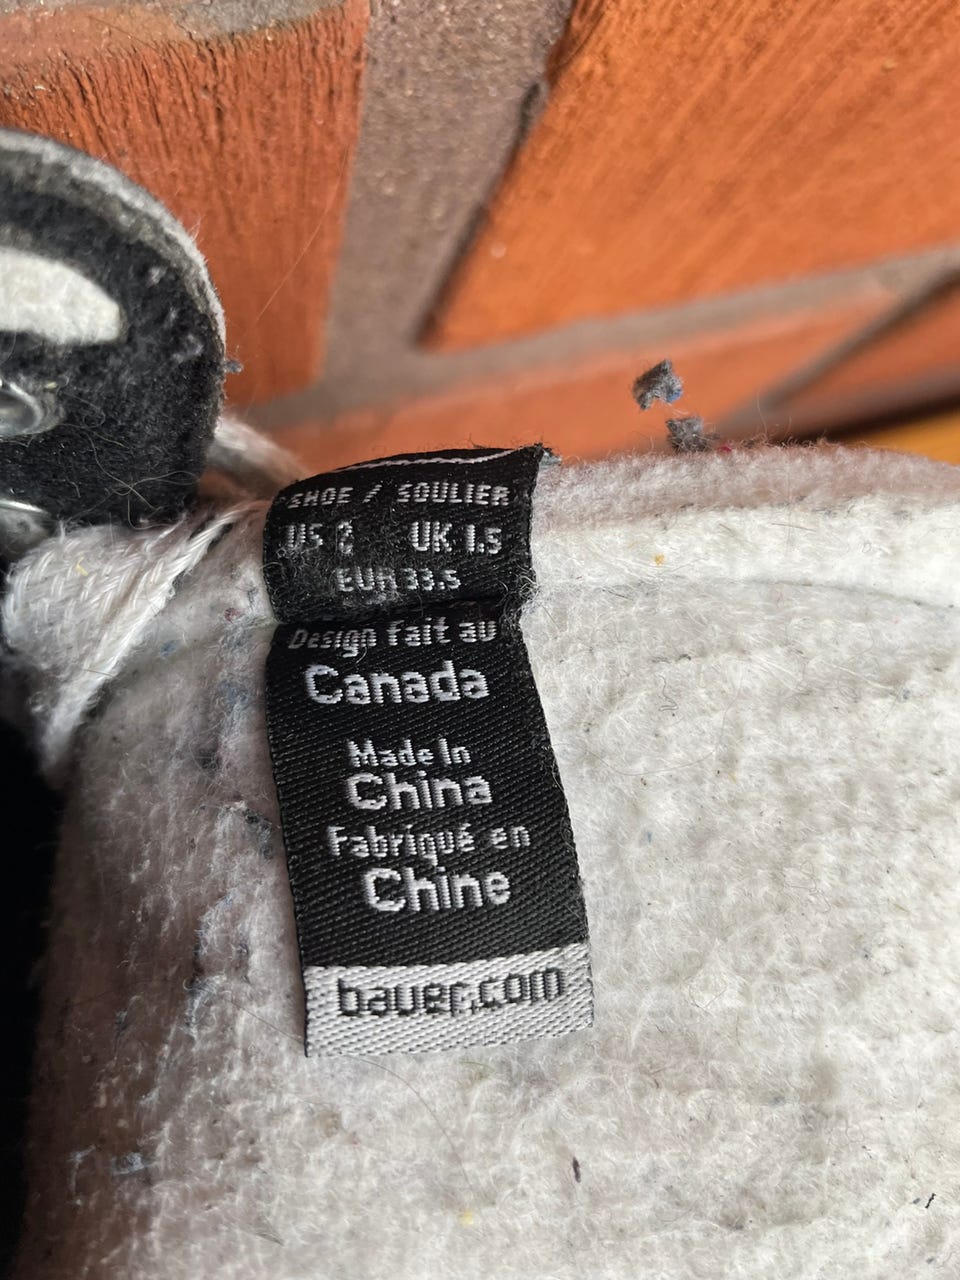 SHOE / SOULIER
US 2 UK 1.5
EUR 33.5
Design Fait au
Canada
Made In
China
Fabriqué en
Chine
bauer.com